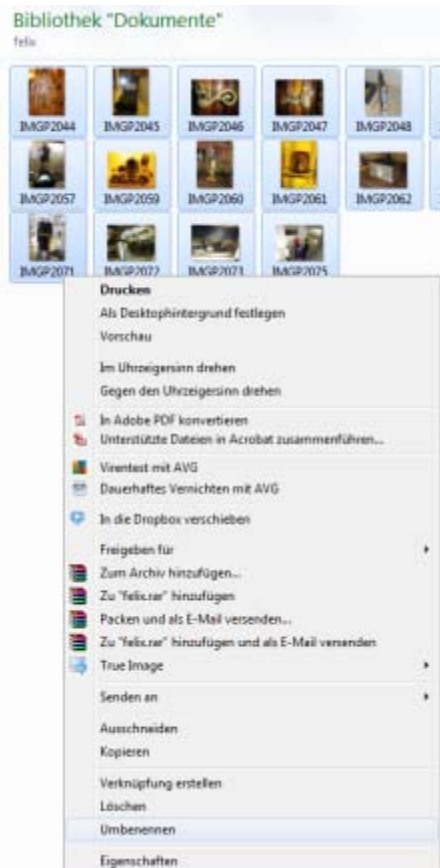 Bibliothek "Dokumente"
felix
IMGP2044 IMGP2045 IMGP2046 IMGP2047 IMGP2048
IMGP2057 IMGP2059 IMGP2060 IMGP2061 IMGP2062
IMGP2071 IMGP2072 IMGP2073 IMGP2075
Drucken
Als Desktophintergrund festlegen
Vorschau
Im Uhrzeigersinn drehen
Gegen den Uhrzeigersinn drehen
In Adobe PDF konvertieren
Unterstützte Dateien in Acrobat zusammenführen...
Virentest mit AVG
Dauerhaftes Vernichten mit AVG
In die Dropbox verschieben
Freigeben für
Zum Archiv hinzufügen...
Zu "felix.rar" hinzufügen
Packen und als E-Mail versenden...
Zu "felix.rar" hinzufügen und als E-Mail versenden
True Image
Senden an
Ausschneiden
Kopieren
Verknüpfung erstellen
Löschen
Umbenennen
Eigenschaften